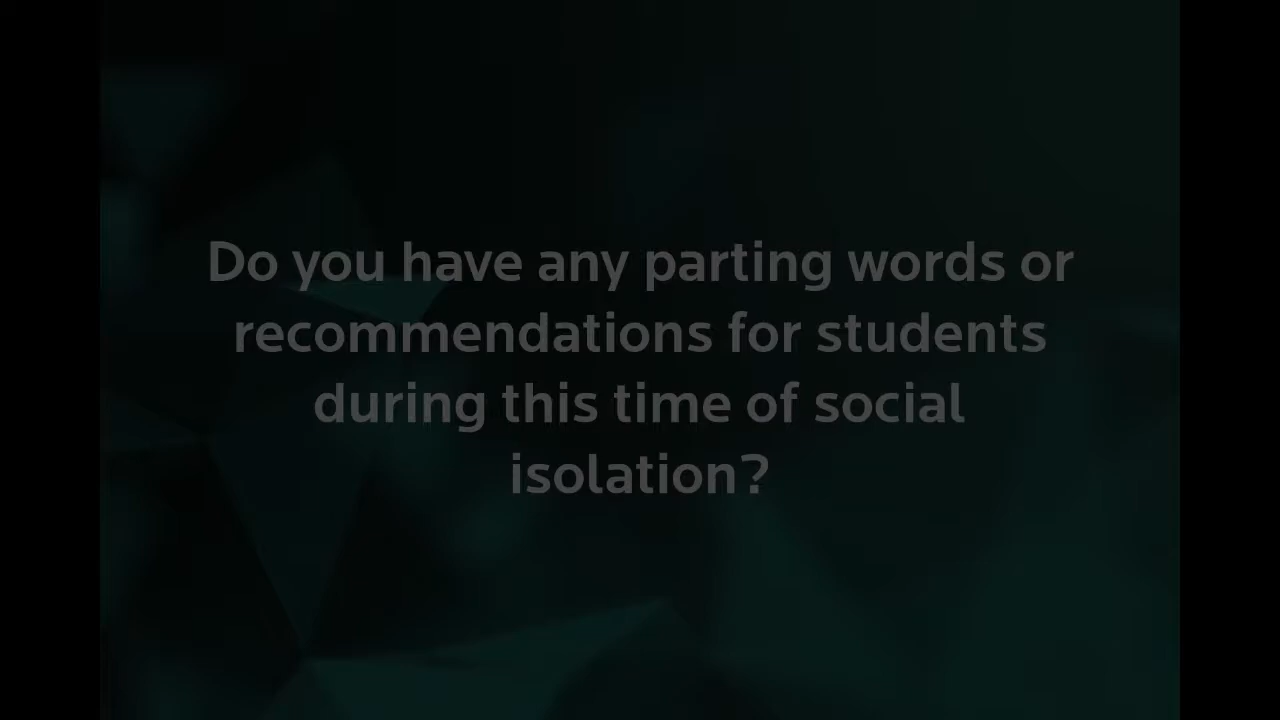 Do you have any parting words or
recommendations for students
during this time of social
isolation?